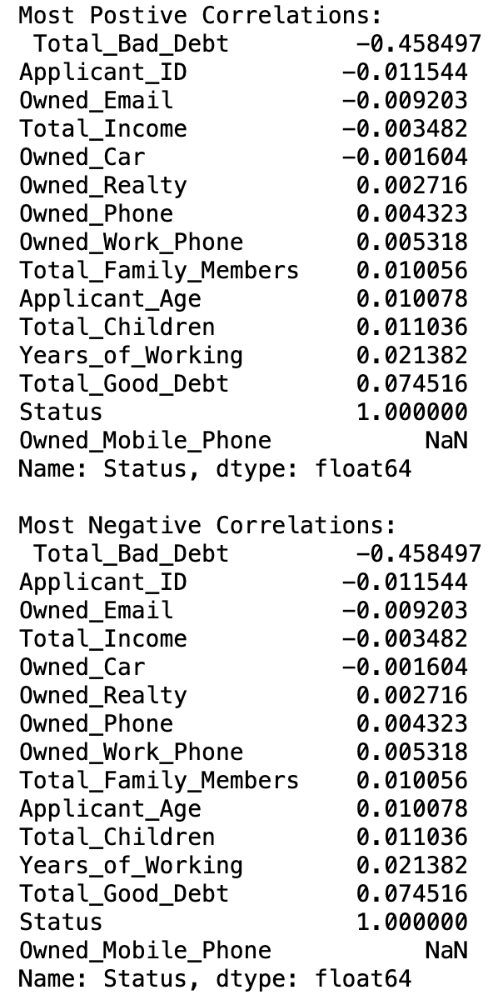 Most Postive Correlations:
 Total_Bad_Debt         -0.458497
Applicant_ID           -0.011544
Owned_Email            -0.009203
Total_Income           -0.003482
Owned_Car              -0.001604
Owned_Realty            0.002716
Owned_Phone             0.004323
Owned_Work_Phone        0.005318
Total_Family_Members    0.010056
Applicant_Age           0.010078
Total_Children          0.011036
Years_of_Working        0.021382
Total_Good_Debt         0.074516
Status                  1.000000
Owned_Mobile_Phone           NaN
Name: Status, dtype: float64

Most Negative Correlations:
 Total_Bad_Debt         -0.458497
Applicant_ID           -0.011544
Owned_Email            -0.009203
Total_Income           -0.003482
Owned_Car              -0.001604
Owned_Realty            0.002716
Owned_Phone             0.004323
Owned_Work_Phone        0.005318
Total_Family_Members    0.010056
Applicant_Age           0.010078
Total_Children          0.011036
Years_of_Working        0.021382
Total_Good_Debt         0.074516
Status                  1.000000
Owned_Mobile_Phone           NaN
Name: Status, dtype: float64